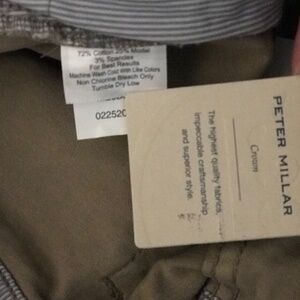 72% Cotton 25% Modal
3% Spandex
For Best Results
Machine Wash Cold With Like Colors
Non Chlorine Bleach Only
Tumble Dry Low
022520
PETER MILLAR
Crown
The highest quality fabrics,
impeccable craftsmanship
and superior style.